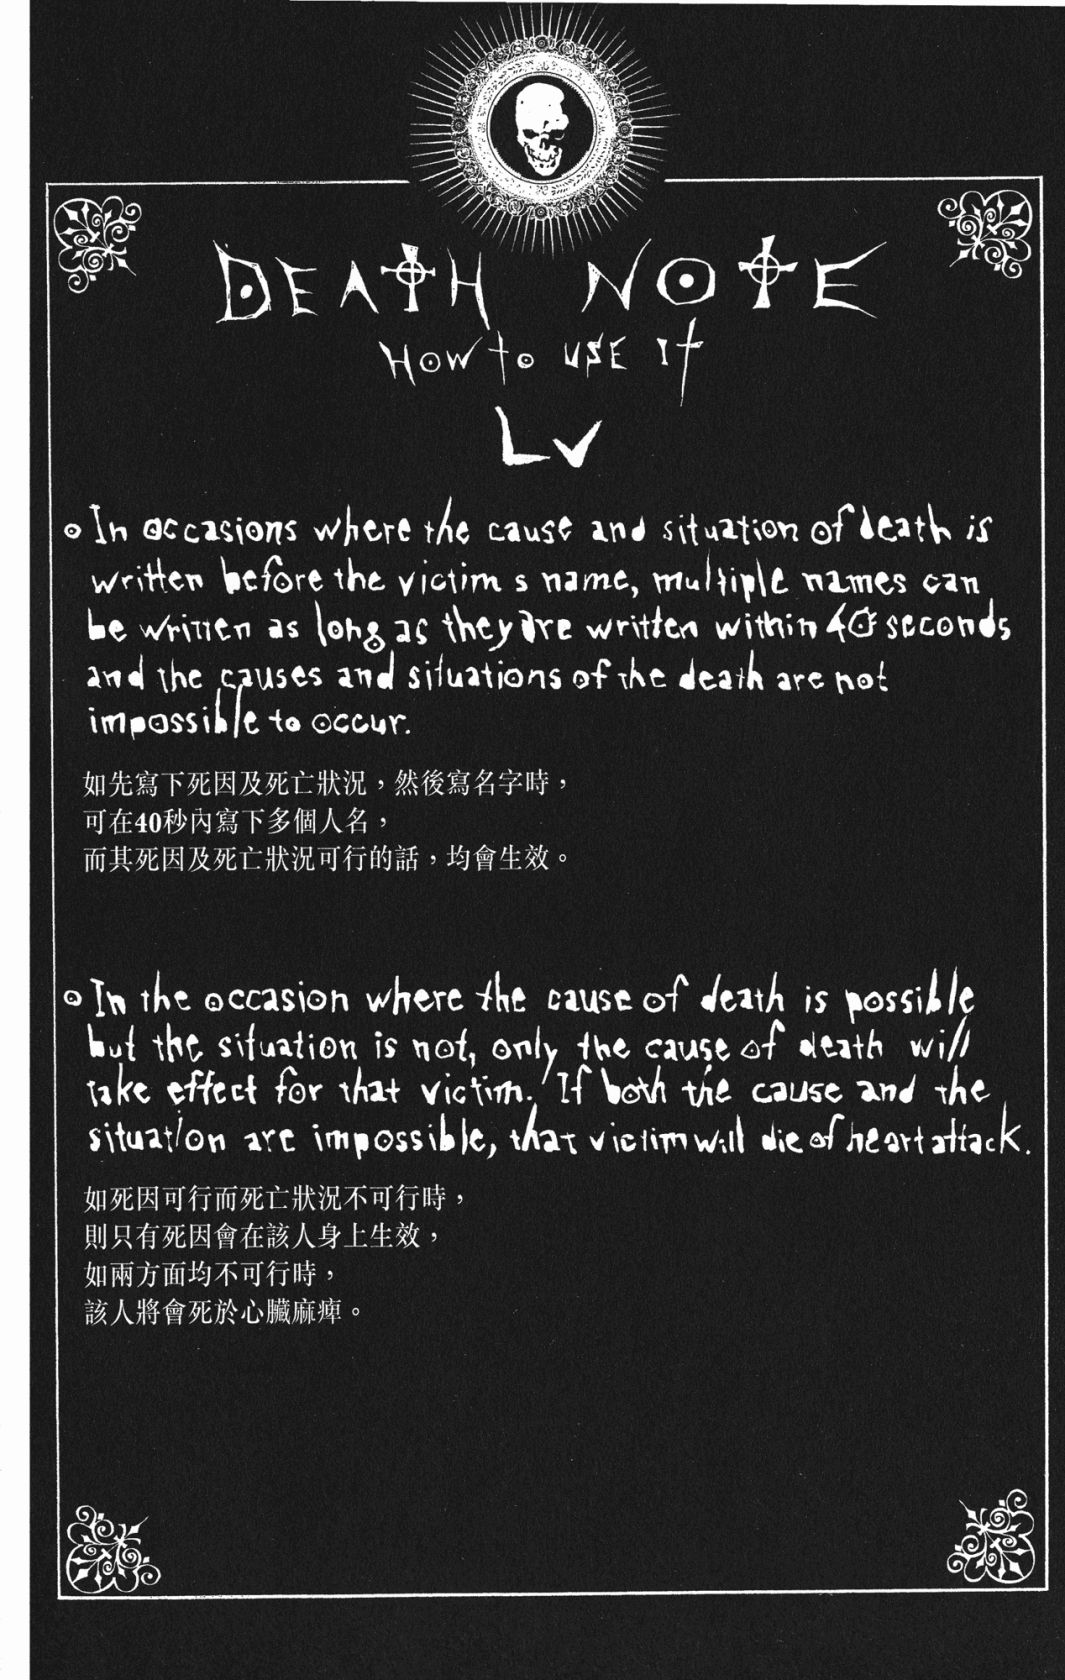 DEATH NOTE
HOW to USE It
LV
In occasions where the cause and situation of death is
written before the victim s name, multiple names can
be written as long as they are written within 40 seconds
and the causes and situations of the death are not
impossible to occur.
如先寫下死因及死亡狀況，然後寫名字時，
可在40秒內寫下多個人名，
而其死因及死亡狀況可行的話，均會生效。
In the occasion where the cause of death is possible
but the situation is not, only the cause of death will
take effect for that victim. If both the cause and the
situation are impossible, that victim will die of heart attack.
如死因可行而死亡狀況不可行時，
則只有死因會在該人身上生效，
如兩方面均不可行時，
該人將會死於心臟麻痺。